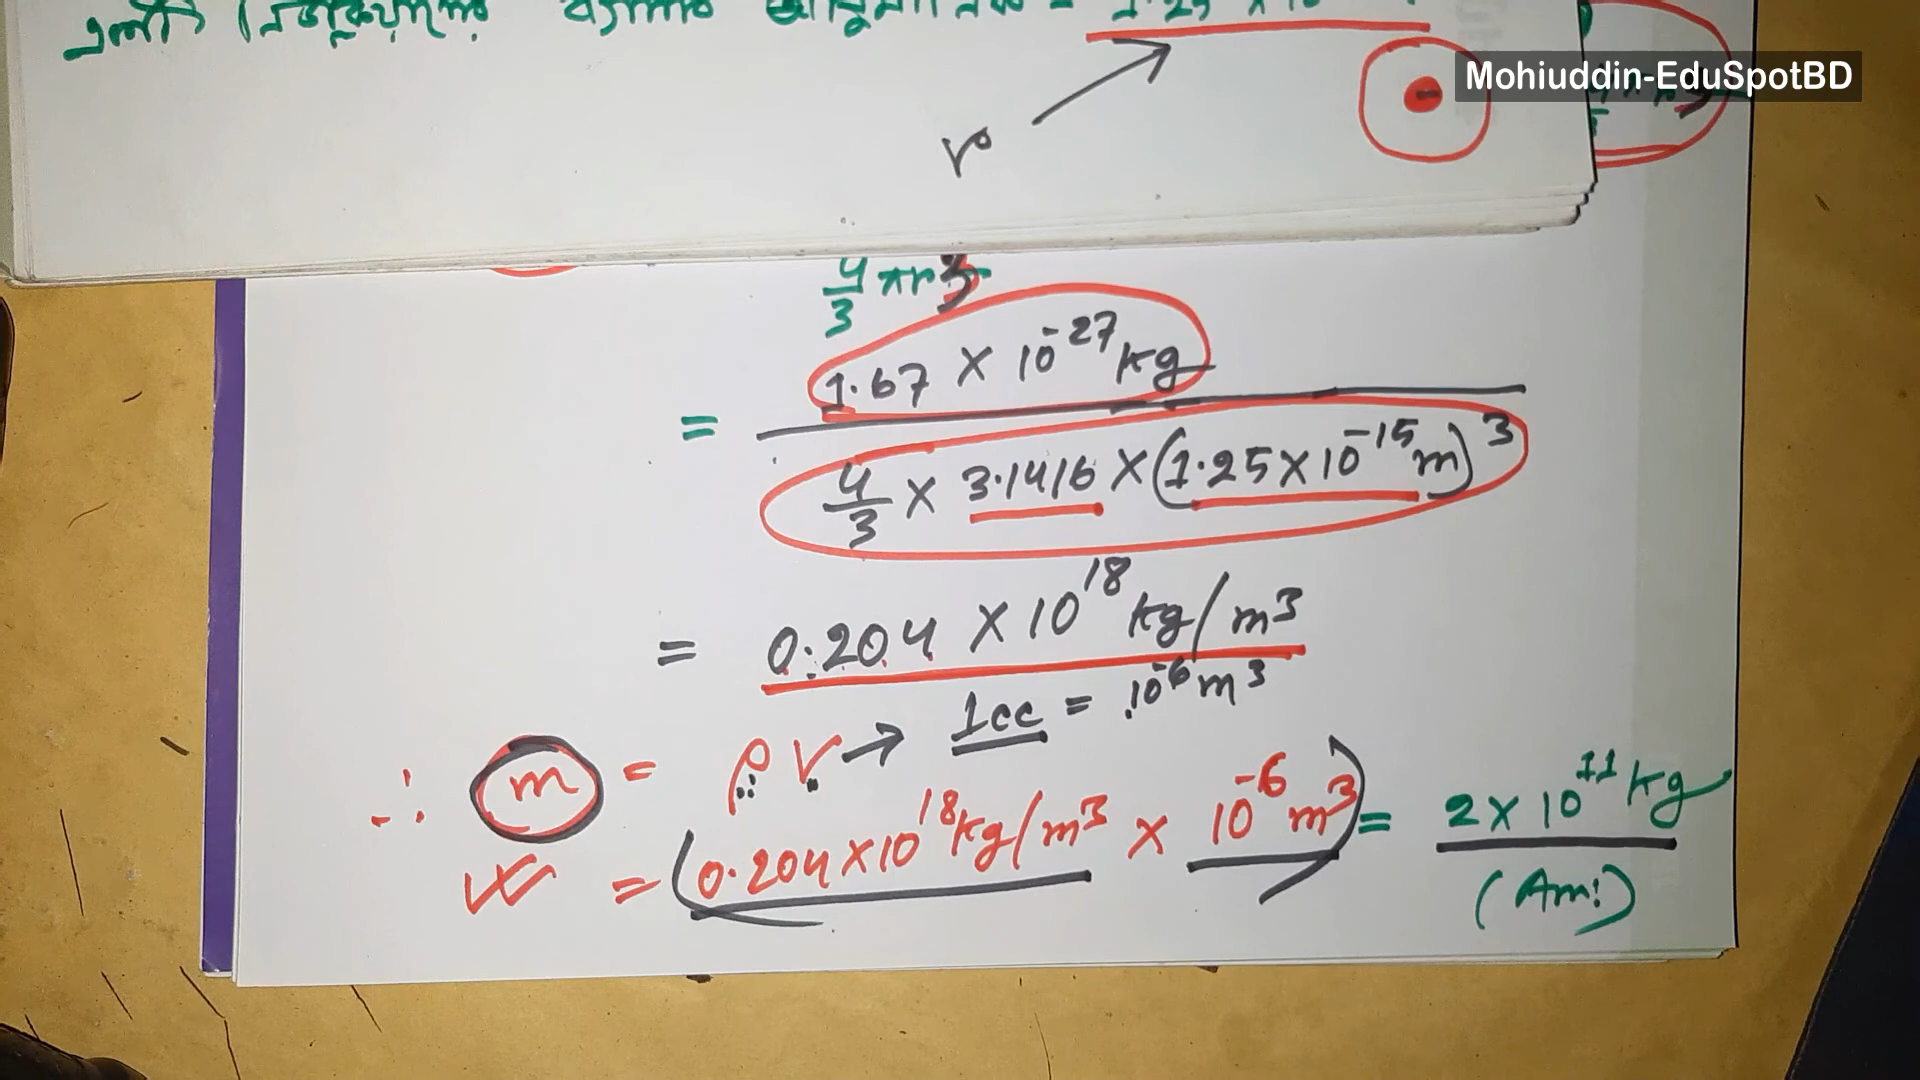 নিউক্লিয়াসের ব্যাসার্ধ
Mohiuddin-EduSpotBD
r
4/3 πr³
= 1.67 × 10⁻²⁷ kg
4/3 × 3.1416 × (1.25 × 10⁻¹⁵ m)³
= 0.204 × 10¹⁸ kg/m³
∴ m = ρ V → 1cc = 10⁻⁶ m³
= (0.204 × 10¹⁸ kg/m³ × 10⁻⁶ m³) = 2 × 10¹¹ kg
(Am:)